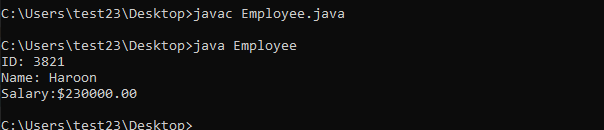 C:\Users\test23\Desktop>javac Employee.java
C:\Users\test23\Desktop>java Employee
ID: 3821
Name: Haroon
Salary:$230000.00
C:\Users\test23\Desktop>